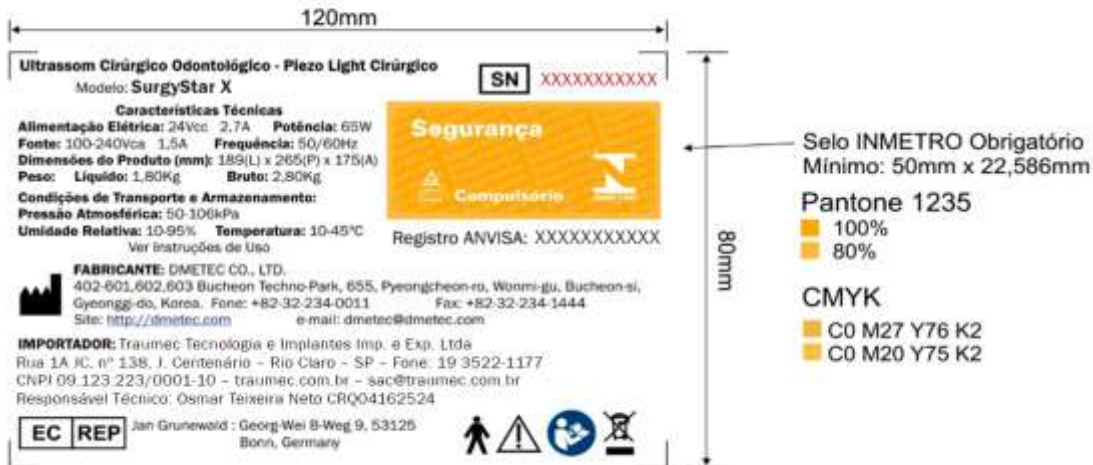 120mm
Ultrassom Cirúrgico Odontológico - Piezo Light Cirúrgico
Modelo: SurgyStar X
SN XXXXXXXXXXX
Características Técnicas
Alimentação Elétrica: 24Vcc 2,7A Potência: 65W
Fonte: 100-240Vca 1,5A Frequência: 50/60Hz
Dimensões do Produto (mm): 189(L) x 265(P) x 175(A)
Peso: Líquido: 1,80Kg Bruto: 2,80Kg
Condições de Transporte e Armazenamento:
Pressão Atmosférica: 50-106kPa
Umidade Relativa: 10-95% Temperatura: 10-45°C
Ver Instruções de Uso
Segurança
Compulsório
Registro ANVISA: XXXXXXXXXXX
FABRICANTE: DMETEC CO., LTD.
402-601,602,603 Bucheon Techno-Park, 655, Pyeongcheon-ro, Wonmi-gu, Bucheon-si,
Gyeonggi-do, Korea. Fone: +82-32-234-0011 Fax: +82-32-234-1444
Site: http://dmetec.com e-mail: dmetec@dmetec.com
IMPORTADOR: Traumec Tecnologia e Implantes Imp. e Exp. Ltda
Rua 1A JC, nº 138, J. Centenário – Rio Claro – SP – Fone: 19 3522-1177
CNPJ 09.123.223/0001-10 – traumec.com.br – sac@traumec.com.br
Responsável Técnico: Osmar Teixeira Neto CRQ04162524
EC REP Jan Grunewald : Georg-Wei B-Weg 9, 53125
Bonn, Germany
80mm
Selo INMETRO Obrigatório
Mínimo: 50mm x 22,586mm
Pantone 1235
100%
80%
CMYK
C0 M27 Y76 K2
C0 M20 Y75 K2